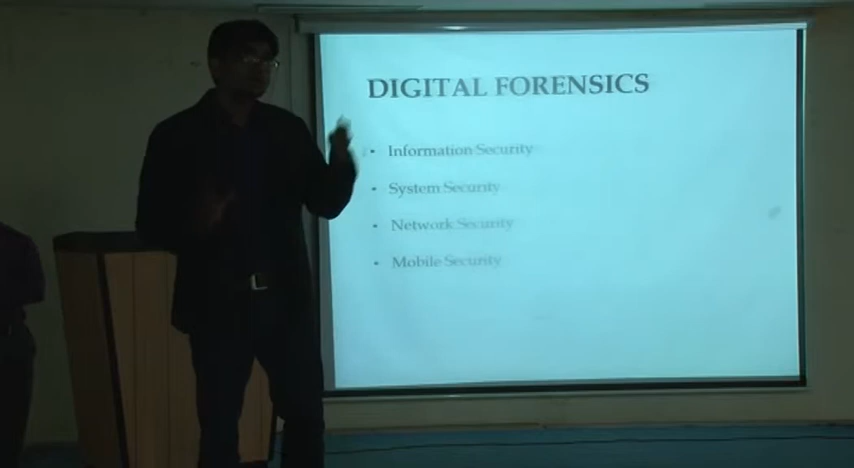 DIGITAL FORENSICS
• Information Security
• System Security
• Network Security
• Mobile Security